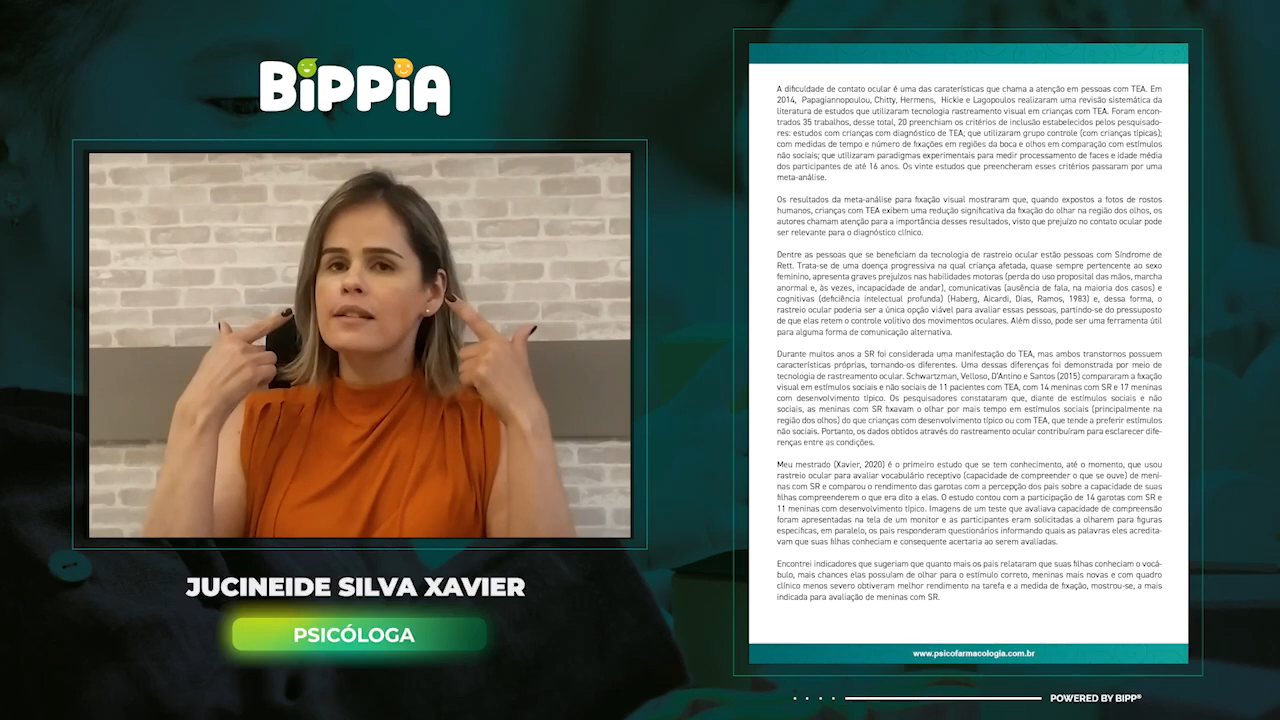 BiPPiA
JUCINEIDE SILVA XAVIER
PSICÓLOGA
A dificuldade de contato ocular é uma das caraterísticas que chama a atenção em pessoas com TEA. Em
2014, Papagiannopoulou, Chitty, Hermens, Hickie e Lagopoulos realizaram uma revisão sistemática da
literatura de estudos que utilizaram tecnologia rastreamento visual em crianças com TEA. Foram encon-
trados 35 trabalhos, desse total, 20 preenchiam os critérios de inclusão estabelecidos pelos pesquisado-
res: estudos com crianças com diagnóstico de TEA; que utilizaram grupo controle (com crianças típicas);
com medidas de tempo e número de fixações em regiões da boca e olhos em comparação com estímulos
não sociais; que utilizaram paradigmas experimentais para medir processamento de faces e idade média
dos participantes de até 16 anos. Os vinte estudos que preencheram esses critérios passaram por uma
meta-análise.
Os resultados da meta-análise para fixação visual mostraram que, quando expostos a fotos de rostos
humanos, crianças com TEA exibem uma redução significativa da fixação do olhar na região dos olhos, os
autores chamam atenção para a importância desses resultados, visto que prejuízo no contato ocular pode
ser relevante para o diagnóstico clínico.
Dentre as pessoas que se beneficiam da tecnologia de rastreio ocular estão pessoas com Síndrome de
Rett. Trata-se de uma doença progressiva na qual criança afetada, quase sempre pertencente ao sexo
feminino, apresenta graves prejuízos nas habilidades motoras (perda do uso proposital das mãos, marcha
anormal e, às vezes, incapacidade de andar), comunicativas (ausência de fala, na maioria dos casos) e
cognitivas (deficiência intelectual profunda) (Haberg, Aicardi, Dias, Ramos, 1983) e, dessa forma, o
rastreio ocular poderia ser a única opção viável para avaliar essas pessoas, partindo-se do pressuposto
de que elas retem o controle volitivo dos movimentos oculares. Além disso, pode ser uma ferramenta útil
para alguma forma de comunicação alternativa.
Durante muitos anos a SR foi considerada uma manifestação do TEA, mas ambos transtornos possuem
características próprias, tornando-os diferentes. Uma dessas diferenças foi demonstrada por meio de
tecnologia de rastreamento ocular. Schwartzman, Velloso, D'Antino e Santos (2015) compararam a fixação
visual em estímulos sociais e não sociais de 11 pacientes com TEA, com 14 meninas com SR e 17 meninas
com desenvolvimento típico. Os pesquisadores constataram que, diante de estímulos sociais e não
sociais, as meninas com SR fixavam o olhar por mais tempo em estímulos sociais (principalmente na
região dos olhos) do que crianças com desenvolvimento típico ou com TEA, que tende a preferir estímulos
não sociais. Portanto, os dados obtidos através do rastreamento ocular contribuíram para esclarecer dife-
renças entre as condições.
Meu mestrado (Xavier, 2020) é o primeiro estudo que se tem conhecimento, até o momento, que usou
rastreio ocular para avaliar vocabulário receptivo (capacidade de compreender o que se ouve) de meni-
nas com SR e comparou o rendimento das garotas com a percepção dos pais sobre a capacidade de suas
filhas compreenderem o que era dito a elas. O estudo contou com a participação de 14 garotas com SR e
11 meninas com desenvolvimento típico. Imagens de um teste que avaliava capacidade de compreensão
foram apresentadas na tela de um monitor e as participantes eram solicitadas a olharem para figuras
específicas, em paralelo, os pais responderam questionários informando quais as palavras eles acredita-
vam que suas filhas conheciam e consequente acertaria ao serem avaliadas.
Encontrei indicadores que sugeriam que quanto mais os pais relataram que suas filhas conheciam o vocá-
bulo, mais chances elas possuíam de olhar para o estímulo correto, meninas mais novas e com quadro
clínico menos severo obtiveram melhor rendimento na tarefa e a medida de fixação, mostrou-se, a mais
indicada para avaliação de meninas com SR.
www.psicofarmacologia.com.br
POWERED BY BIPP®